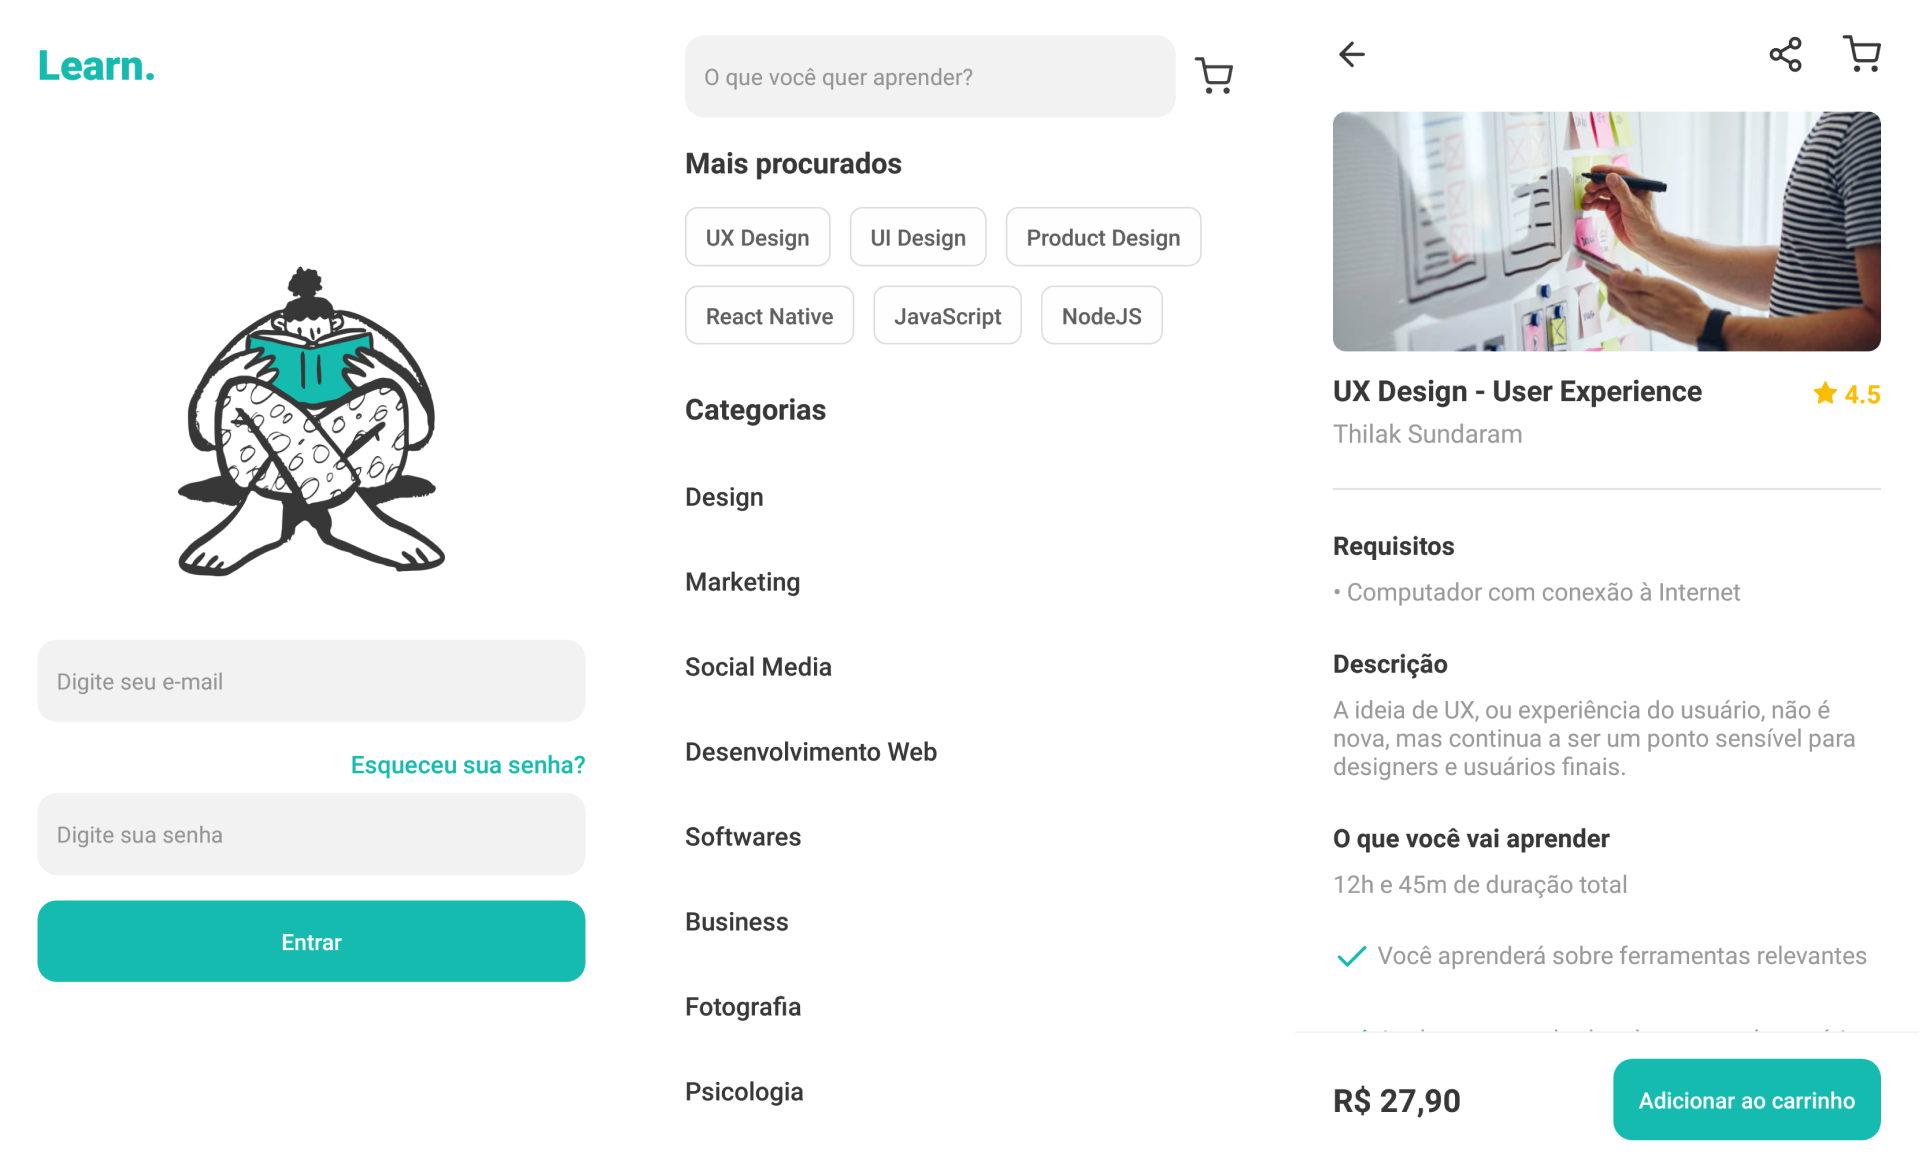 Learn.
Digite seu e-mail
Esqueceu sua senha?
Digite sua senha
Entrar
O que você quer aprender?
Mais procurados
UX Design
UI Design
Product Design
React Native
JavaScript
NodeJS
Categorias
Design
Marketing
Social Media
Desenvolvimento Web
Softwares
Business
Fotografia
Psicologia
UX Design - User Experience
4.5
Thilak Sundaram
Requisitos
• Computador com conexão à Internet
Descrição
A ideia de UX, ou experiência do usuário, não é
nova, mas continua a ser um ponto sensível para
designers e usuários finais.
O que você vai aprender
12h e 45m de duração total
Você aprenderá sobre ferramentas relevantes
R$ 27,90
Adicionar ao carrinho